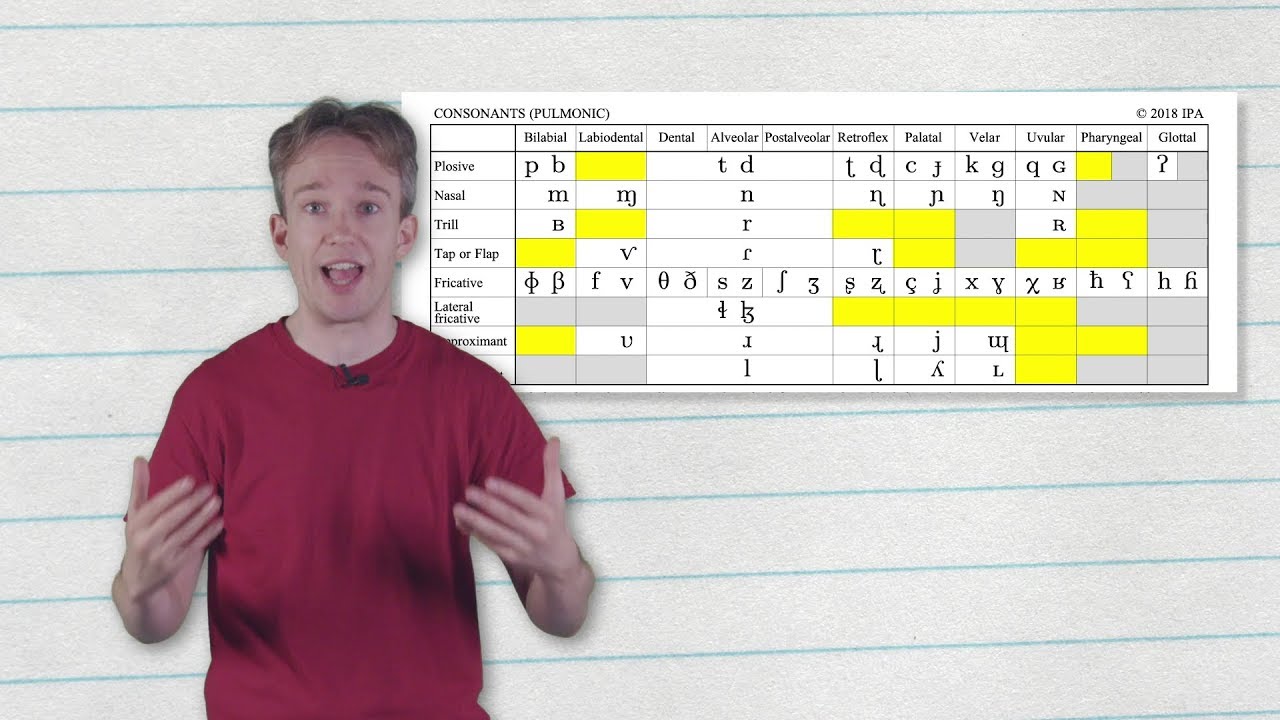 CONSONANTS (PULMONIC) © 2018 IPA
Bilabial Labiodental Dental Alveolar Postalveolar Retroflex Palatal Velar Uvular Pharyngeal Glottal
Plosive p b t d ʈ ɖ c ɟ k ɡ q ɢ ʔ
Nasal m ɱ n ɳ ɲ ŋ ɴ
Trill ʙ r ʀ
Tap or Flap ⱱ ɾ ɽ
Fricative ɸ β f v θ ð s z ʃ ʒ ʂ ʐ ç ʝ x ɣ χ ʁ ħ ʕ h ɦ
Lateral
fricative ɬ ɮ
pproximant ʋ ɹ ɻ j ɰ
l ɭ ʎ ʟ